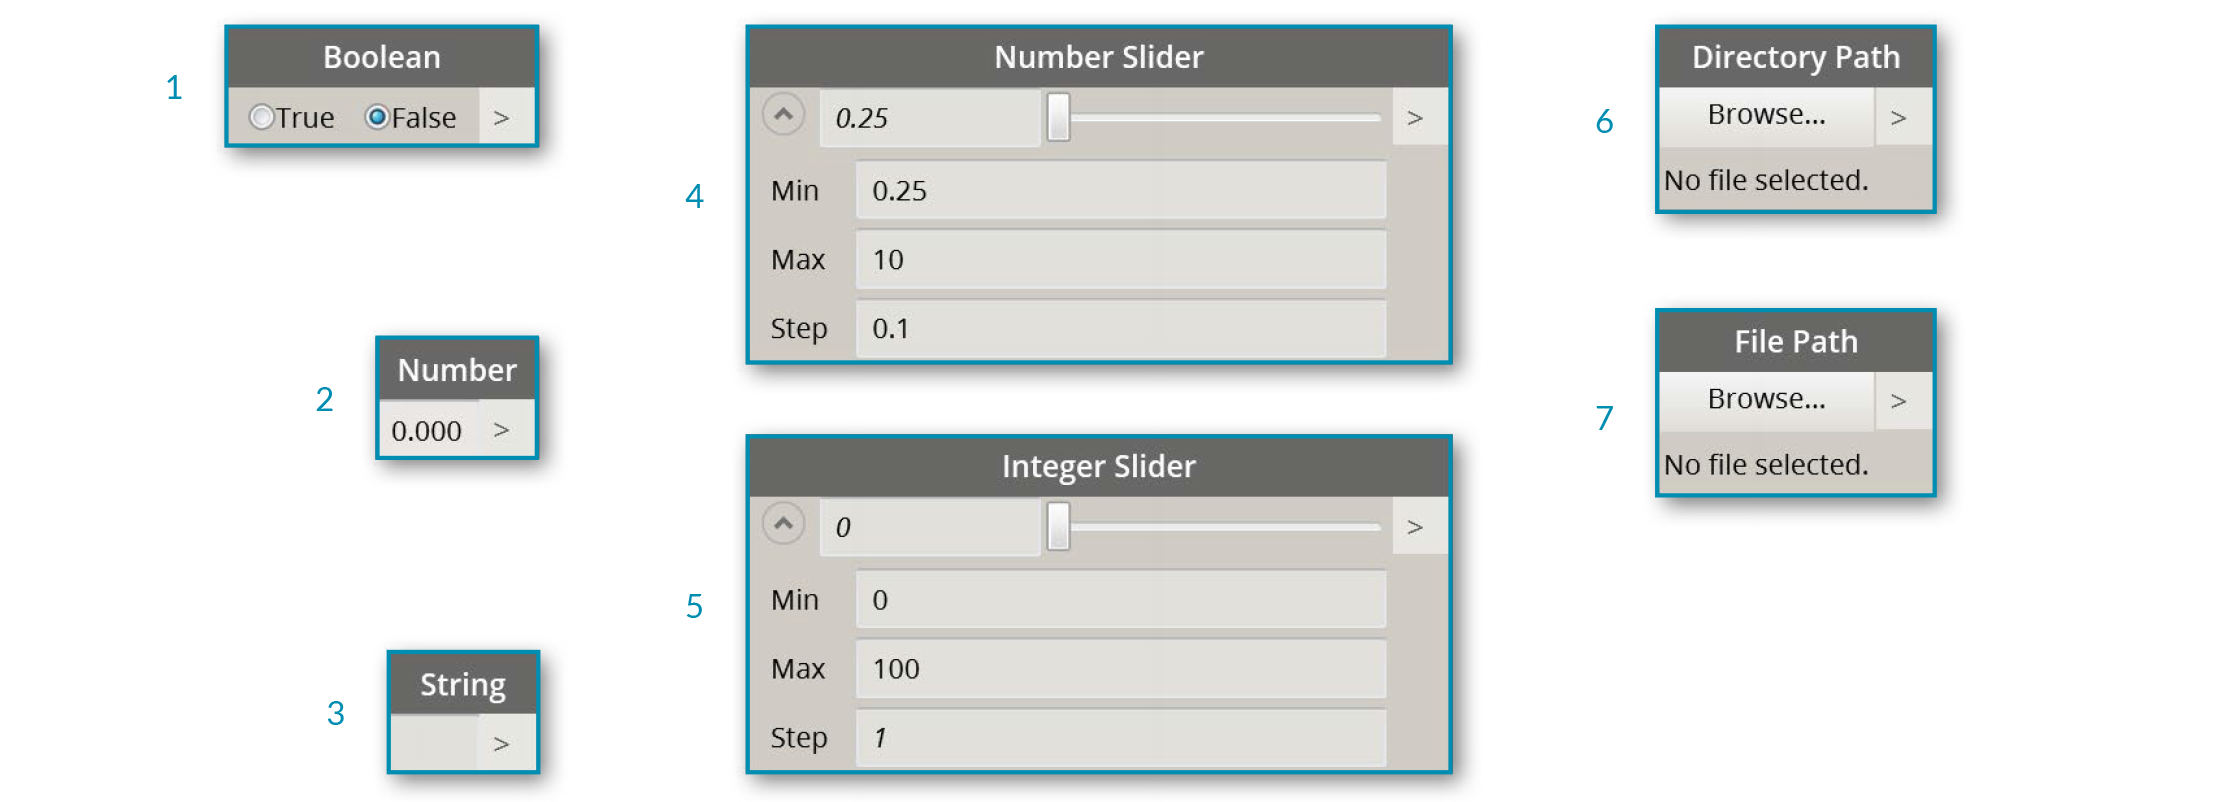 1
Boolean
True False >
2
Number
0.000 >
3
String
>
4
Number Slider
0.25 >
Min 0.25
Max 10
Step 0.1
5
Integer Slider
0 >
Min 0
Max 100
Step 1
6
Directory Path
Browse... >
No file selected.
7
File Path
Browse... >
No file selected.